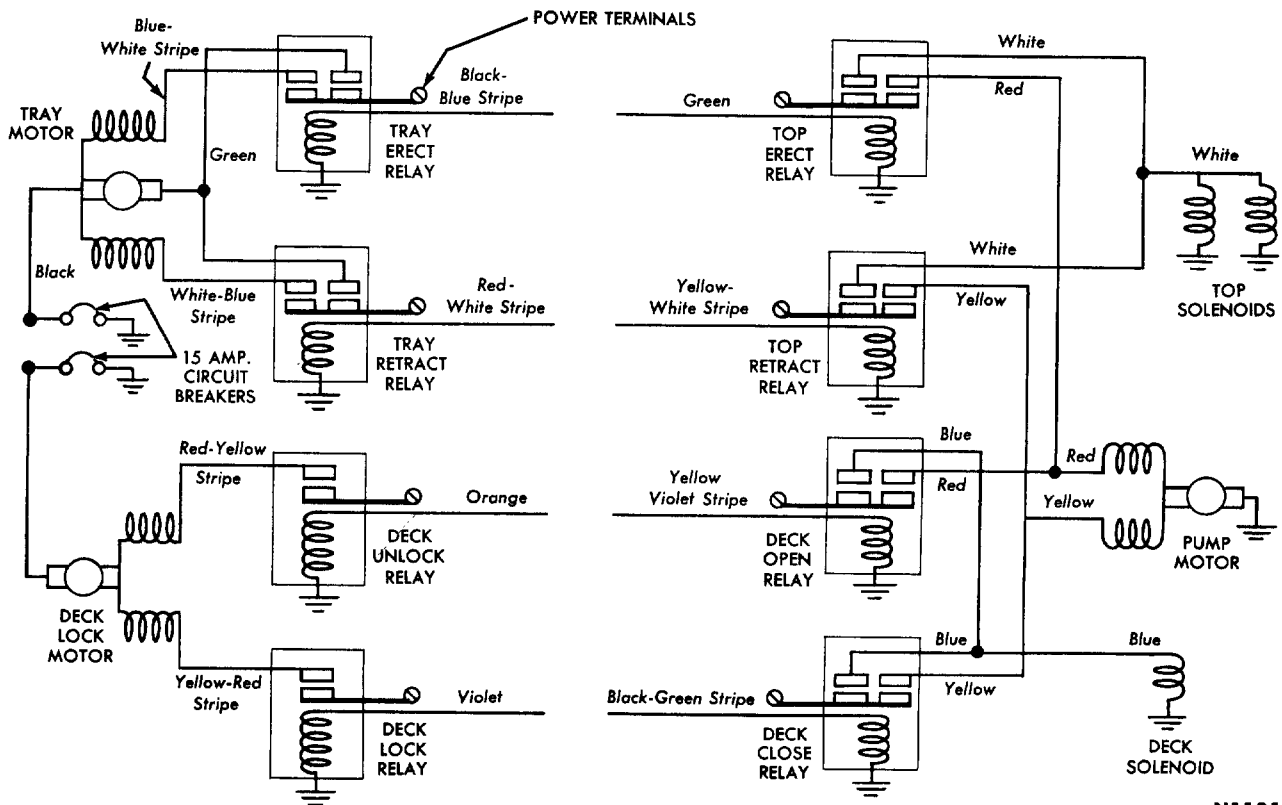 POWER TERMINALS
Blue-
White Stripe
TRAY
MOTOR
Green
Black-
Blue Stripe
TRAY
ERECT
RELAY
Green
TOP
ERECT
RELAY
White
Red
White
TOP
SOLENOIDS
Black
White-Blue
Stripe
15 AMP.
CIRCUIT
BREAKERS
Red-
White Stripe
TRAY
RETRACT
RELAY
Yellow-
White Stripe
TOP
RETRACT
RELAY
White
Yellow
Red-Yellow
Stripe
Orange
DECK
UNLOCK
RELAY
Yellow
Violet Stripe
DECK
OPEN
RELAY
Blue
Red
Red
Yellow
PUMP
MOTOR
DECK
LOCK
MOTOR
Yellow-Red
Stripe
Violet
DECK
LOCK
RELAY
Black-Green Stripe
DECK
CLOSE
RELAY
Blue
Yellow
Blue
DECK
SOLENOID